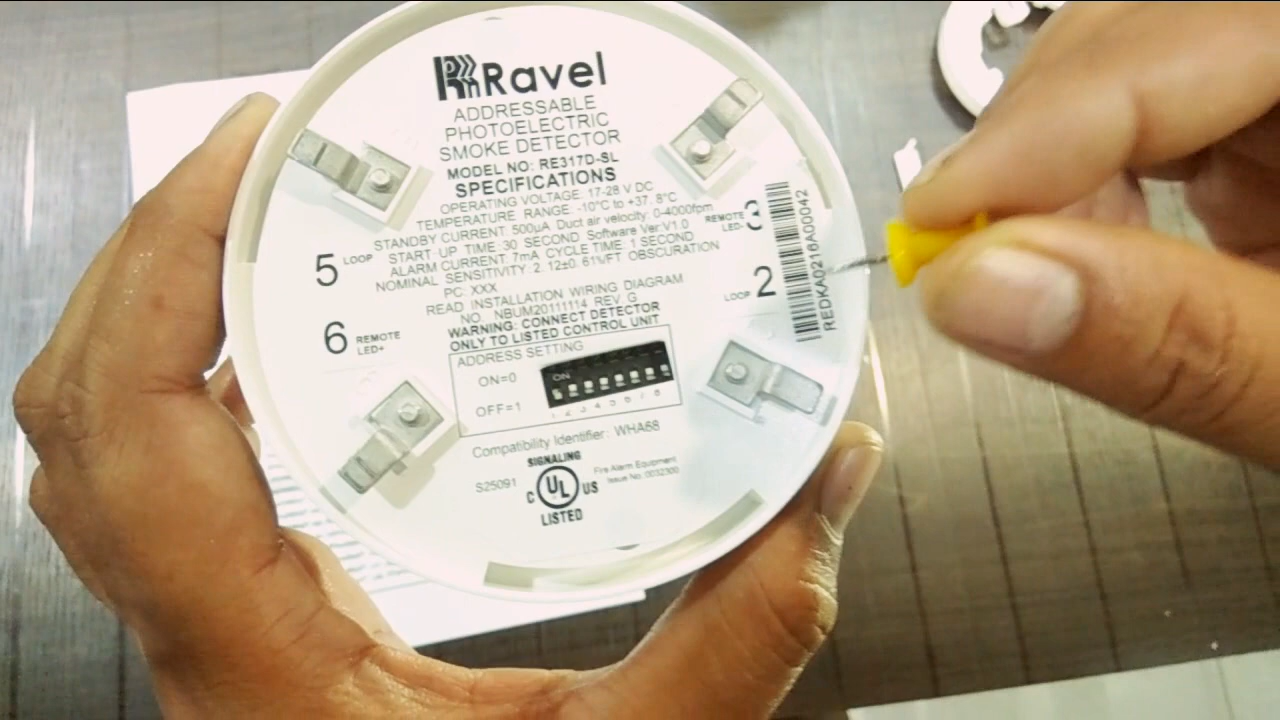 Ravel
ADDRESSABLE
PHOTOELECTRIC
SMOKE DETECTOR
MODEL NO: RE317D-SL
SPECIFICATIONS
OPERATING VOLTAGE 17-28 V DC
TEMPERATURE RANGE: -10°C to +37. 8°C
STANDBY CURRENT 500µA Duct air velocity: 0-4000fpm
START UP TIME 30 SECOND Software Ver:V1.0
ALARM CURRENT 7mA CYCLE TIME 1 SECOND
NOMINAL SENSITIVITY: 2. 12±0. 61%/FT OBSCURATION
PC: XXX
READ INSTALLATION WIRING DIAGRAM
NO. NBUM20111114 REV G
WARNING: CONNECT DETECTOR
ONLY TO LISTED CONTROL UNIT
5 LOOP
6 REMOTE LED+
REMOTE LED- 3
LOOP 2
REDKA0216A00042
ADDRESS SETTING
ON=0
OFF=1
ON
1 2 3 4 5 6 7 8
Compatibility Identifier: WHA68
SIGNALING
S25091
C UL US
LISTED
Fire Alarm Equipment
Issue No. 0032300